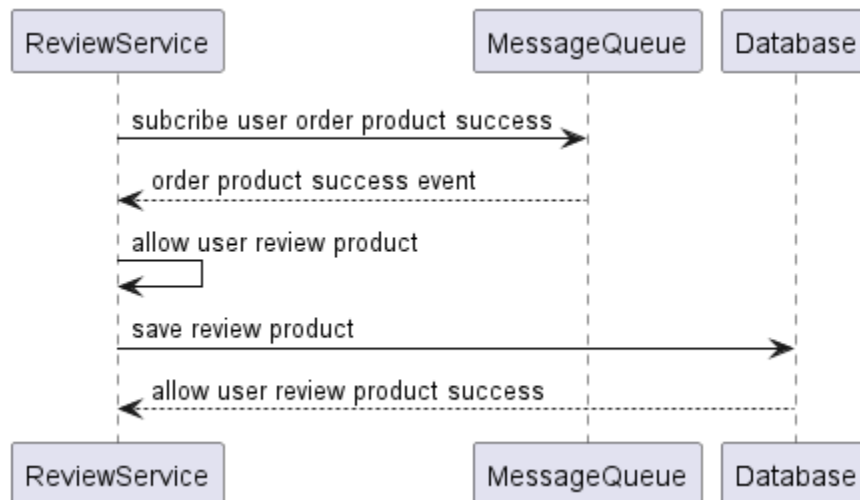 ReviewService MessageQueue Database
subcribe user order product success
order product success event
allow user review product
save review product
allow user review product success
ReviewService MessageQueue Database